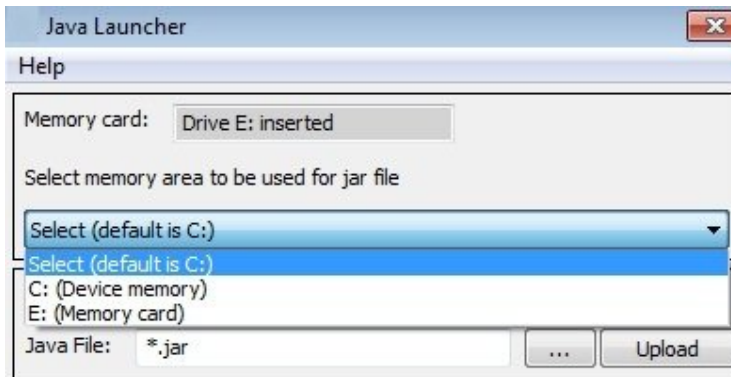 Java Launcher
Help
Memory card: Drive E: inserted
Select memory area to be used for jar file
Select (default is C:)
Select (default is C:)
C: (Device memory)
E: (Memory card)
Java File: *.jar ... Upload